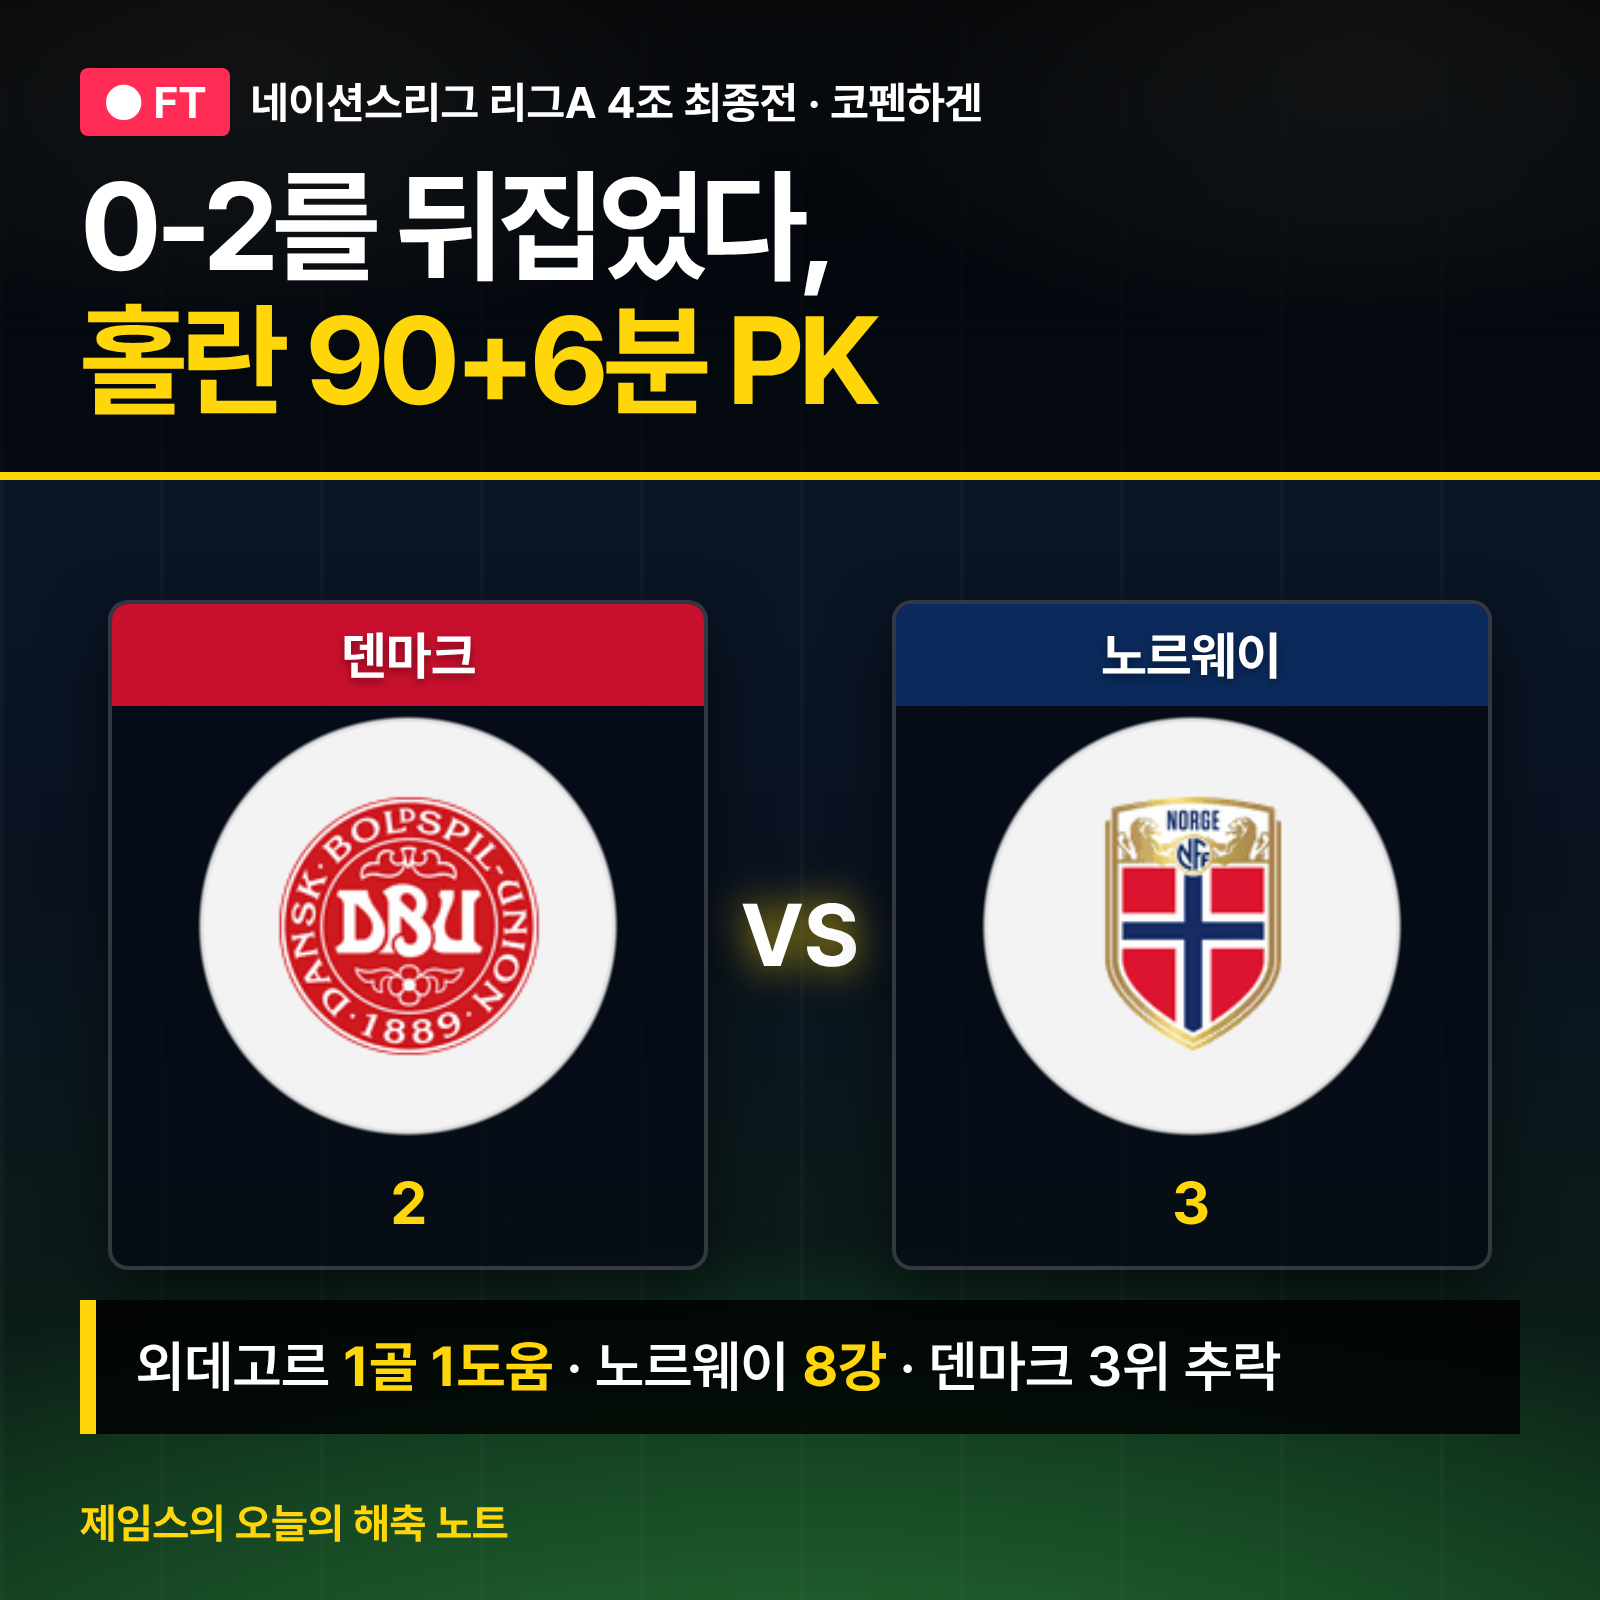 FT 네이션스리그 리그A 4조 최종전 · 코펜하겐
0-2를 뒤집었다,
홀란 90+6분 PK
덴마크
노르웨이
DANSK·BOLDSPIL-UNION·1889·
DBU
NORGE
NFF
VS
2
3
외데고르 1골 1도움 · 노르웨이 8강 · 덴마크 3위 추락
제임스의 오늘의 해축 노트